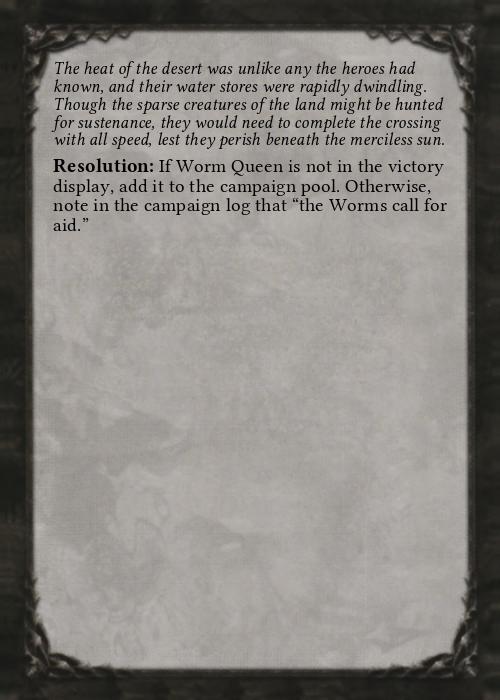 The heat of the desert was unlike any the heroes had
known, and their water stores were rapidly dwindling.
Though the sparse creatures of the land might be hunted
for sustenance, they would need to complete the crossing
with all speed, lest they perish beneath the merciless sun.
Resolution: If Worm Queen is not in the victory
display, add it to the campaign pool. Otherwise,
note in the campaign log that “the Worms call for
aid.”